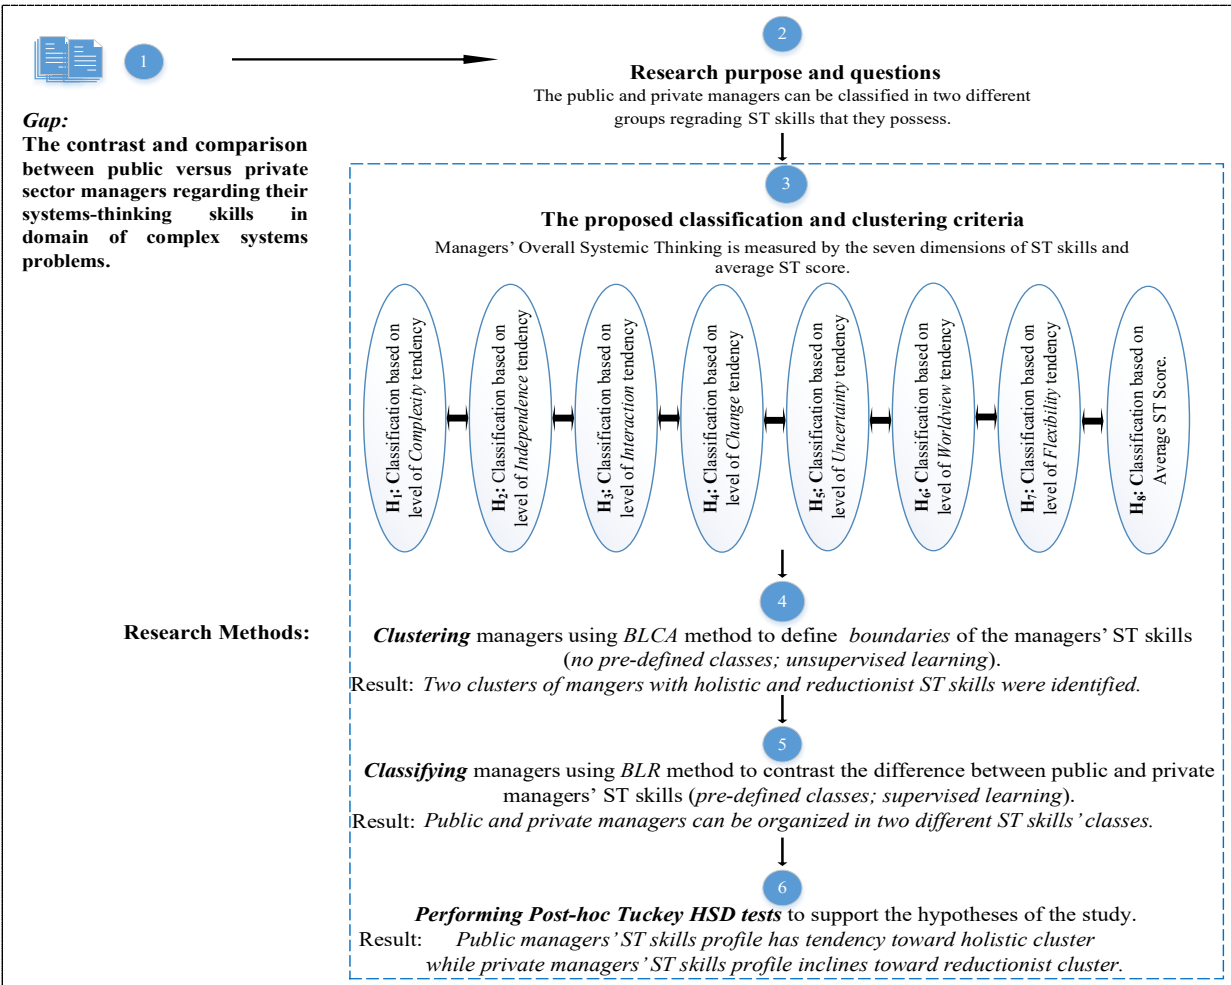 1
Gap:
The contrast and comparison
between public versus private
sector managers regarding their
systems-thinking skills in
domain of complex systems
problems.
2
Research purpose and questions
The public and private managers can be classified in two different
groups regrading ST skills that they possess.
3
The proposed classification and clustering criteria
Managers' Overall Systemic Thinking is measured by the seven dimensions of ST skills and
average ST score.
H1: Classification based on
level of Complexity tendency
H2: Classification based on
level of Independence tendency
H3: Classification based on
level of Interaction tendency
H4: Classification based on
level of Change tendency
H5: Classification based on
level of Uncertainty tendency
H6: Classification based on
level of Worldview tendency
H7: Classification based on
level of Flexibility tendency
H8: Classification based on
Average ST Score.
4
Research Methods:
Clustering managers using BLCA method to define boundaries of the managers' ST skills
(no pre-defined classes; unsupervised learning).
Result: Two clusters of mangers with holistic and reductionist ST skills were identified.
5
Classifying managers using BLR method to contrast the difference between public and private
managers' ST skills (pre-defined classes; supervised learning).
Result: Public and private managers can be organized in two different ST skills' classes.
6
Performing Post-hoc Tuckey HSD tests to support the hypotheses of the study.
Result: Public managers' ST skills profile has tendency toward holistic cluster
while private managers' ST skills profile inclines toward reductionist cluster.